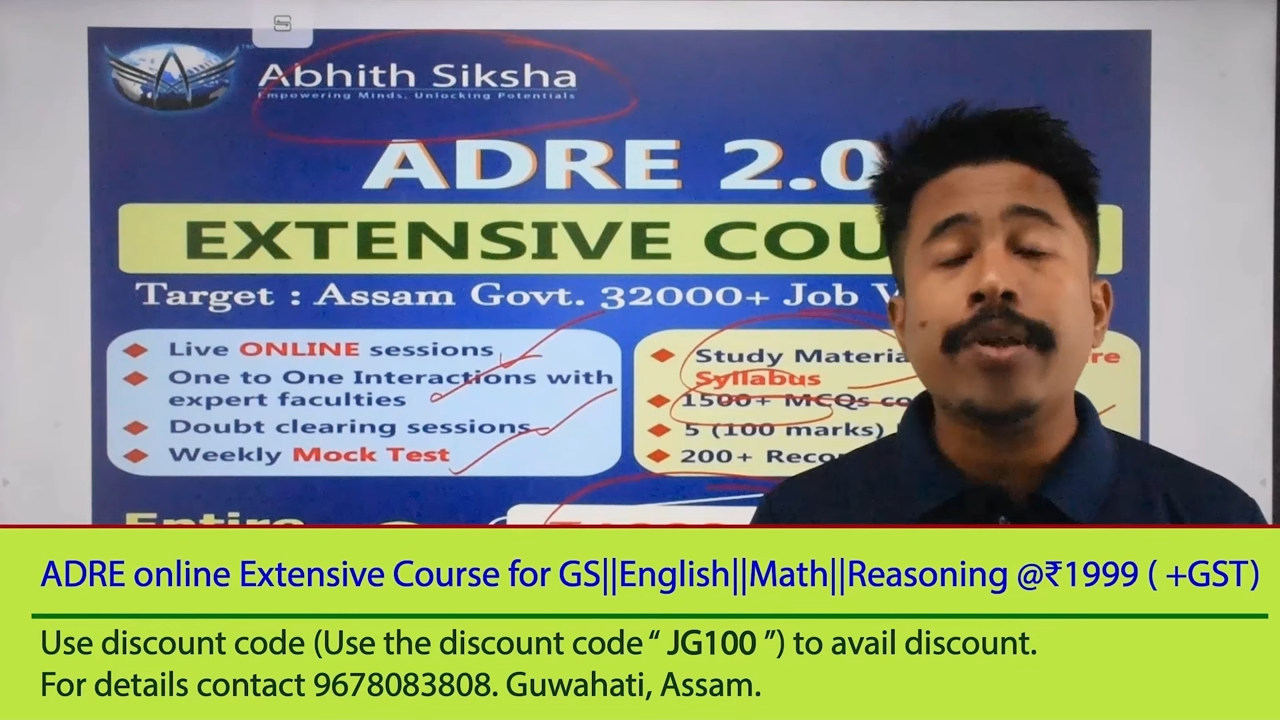 Abhith Siksha
Empowering Minds, Unlocking Potentials
ADRE 2.0
EXTENSIVE
Target : Assam Govt. 32000+ Job
Live ONLINE sessions
One to One Interactions with
expert faculties
Doubt clearing sessions
Weekly Mock Test
Study
Syllabus
1500+ MCQs
5 (100 marks)
200+
Entire
ADRE online Extensive Course for GS||English||Math||Reasoning @₹1999 ( +GST)
Use discount code (Use the discount code “ JG100 ”) to avail discount.
For details contact 9678083808. Guwahati, Assam.